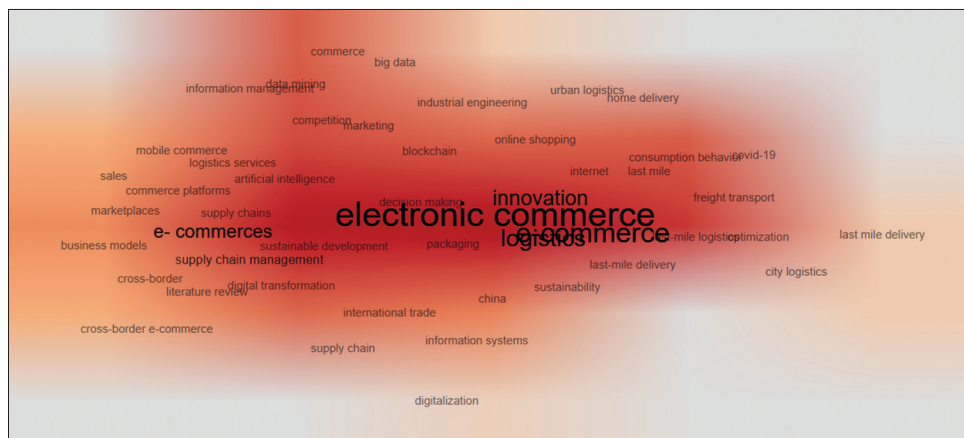 commerce
big data
data mining
information management
urban logistics
home delivery
industrial engineering
competition
marketing
online shopping
mobile commerce
blockchain
covid-19
consumption behavior
logistics services
internet
last mile
sales
artificial intelligence
commerce platforms
innovation
freight transport
decision making
marketplaces
supply chains
electronic commerce
e- commerces
e-commerce
logistics
last-mile logistics
optimization
last mile delivery
business models
sustainable development
packaging
supply chain management
last-mile delivery
city logistics
cross-border
digital transformation
literature review
sustainability
china
international trade
cross-border e-commerce
information systems
supply chain
digitalization